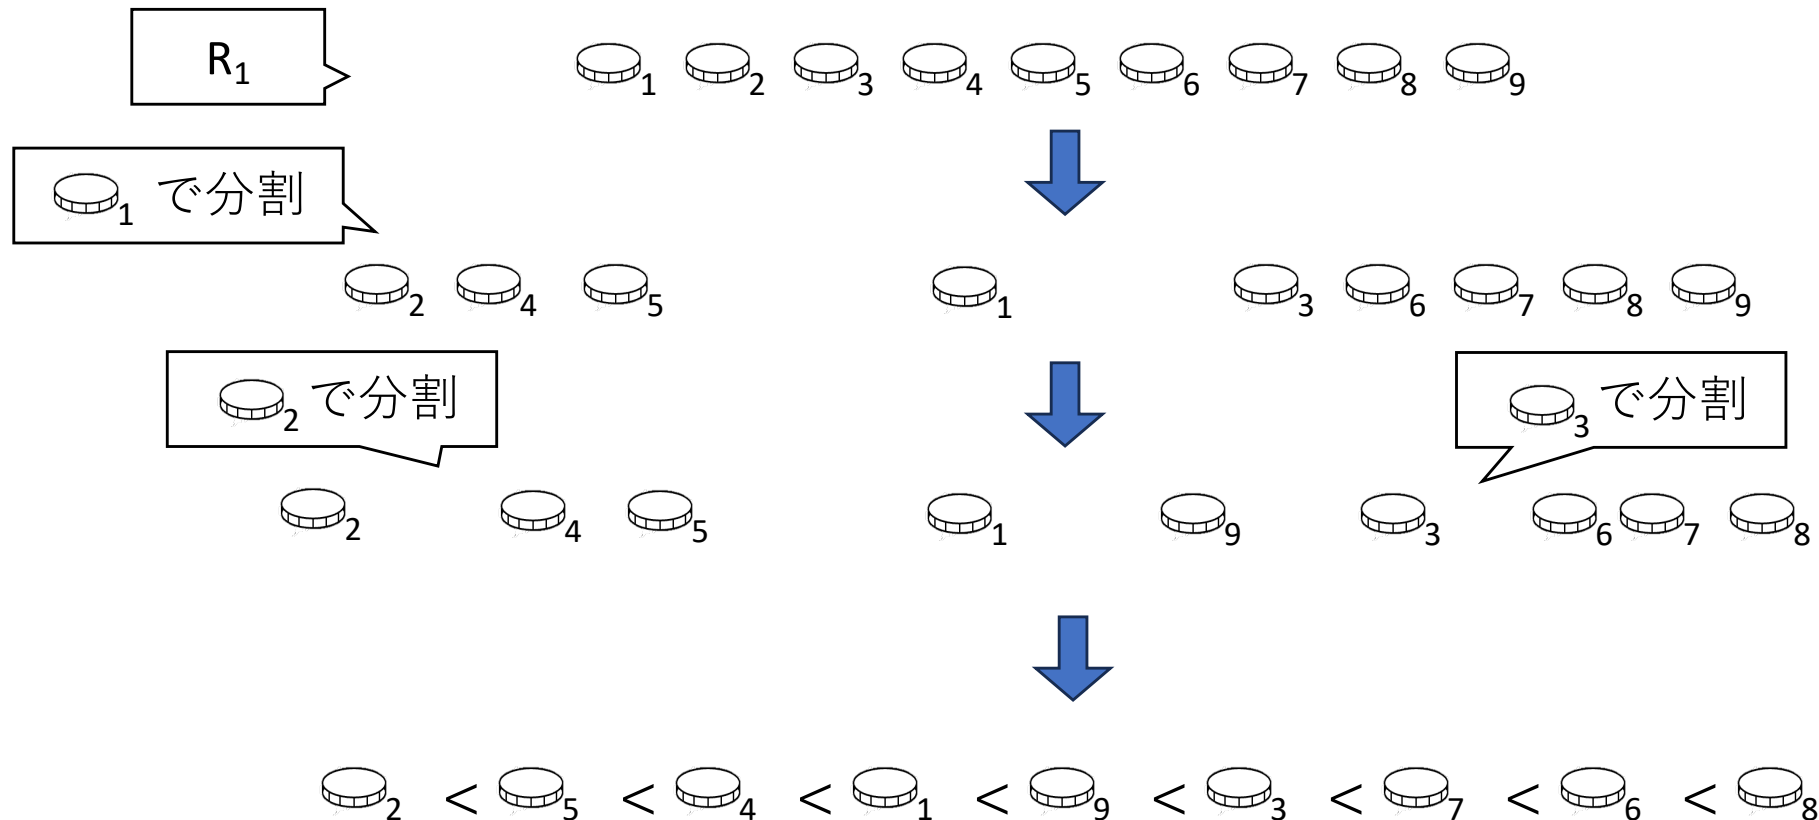 R₁
1 2 3 4 5 6 7 8 9
1 で分割
2 4 5 1 3 6 7 8 9
2 で分割
3 で分割
2 4 5 1 9 3 6 7 8
2 < 5 < 4 < 1 < 9 < 3 < 7 < 6 < 8